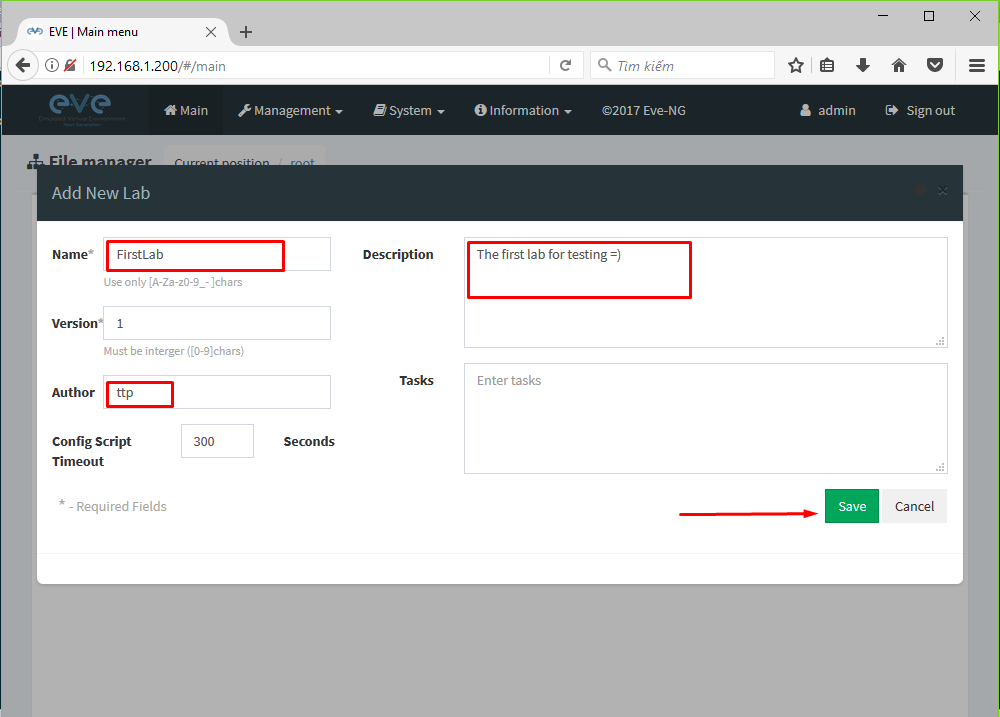 EVE | Main menu
192.168.1.200/#/main
Tìm kiếm
eve
Main Management System Information ©2017 Eve-NG admin Sign out
File manager Current position / root
Add New Lab
Name* FirstLab
Use only [A-Za-z0-9_- ]chars
Description The first lab for testing =)
Version* 1
Must be interger ([0-9]chars)
Author ttp
Tasks Enter tasks
Config Script Timeout 300 Seconds
* - Required Fields
Save Cancel